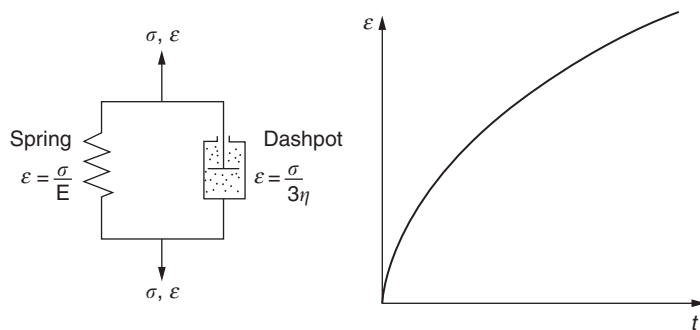 σ, ε
Spring
ε = σ/E
Dashpot
ε = σ/3η
σ, ε
ε
t